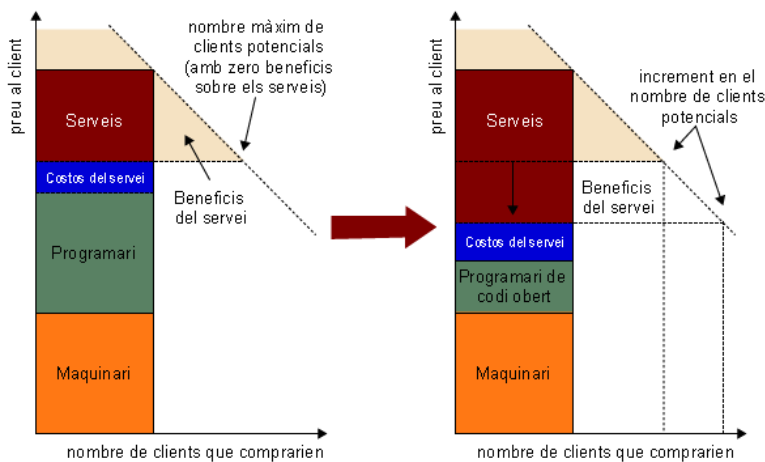 preu al client
nombre màxim de
clients potencials
(amb zero beneficis
sobre els serveis)
Serveis
Costos del servei
Beneficis
del servei
Programari
Maquinari
nombre de clients que comprarien
preu al client
increment en el
nombre de clients
potencials
Serveis
Beneficis
del servei
Costos del servei
Programari de
codi obert
Maquinari
nombre de clients que comprarien